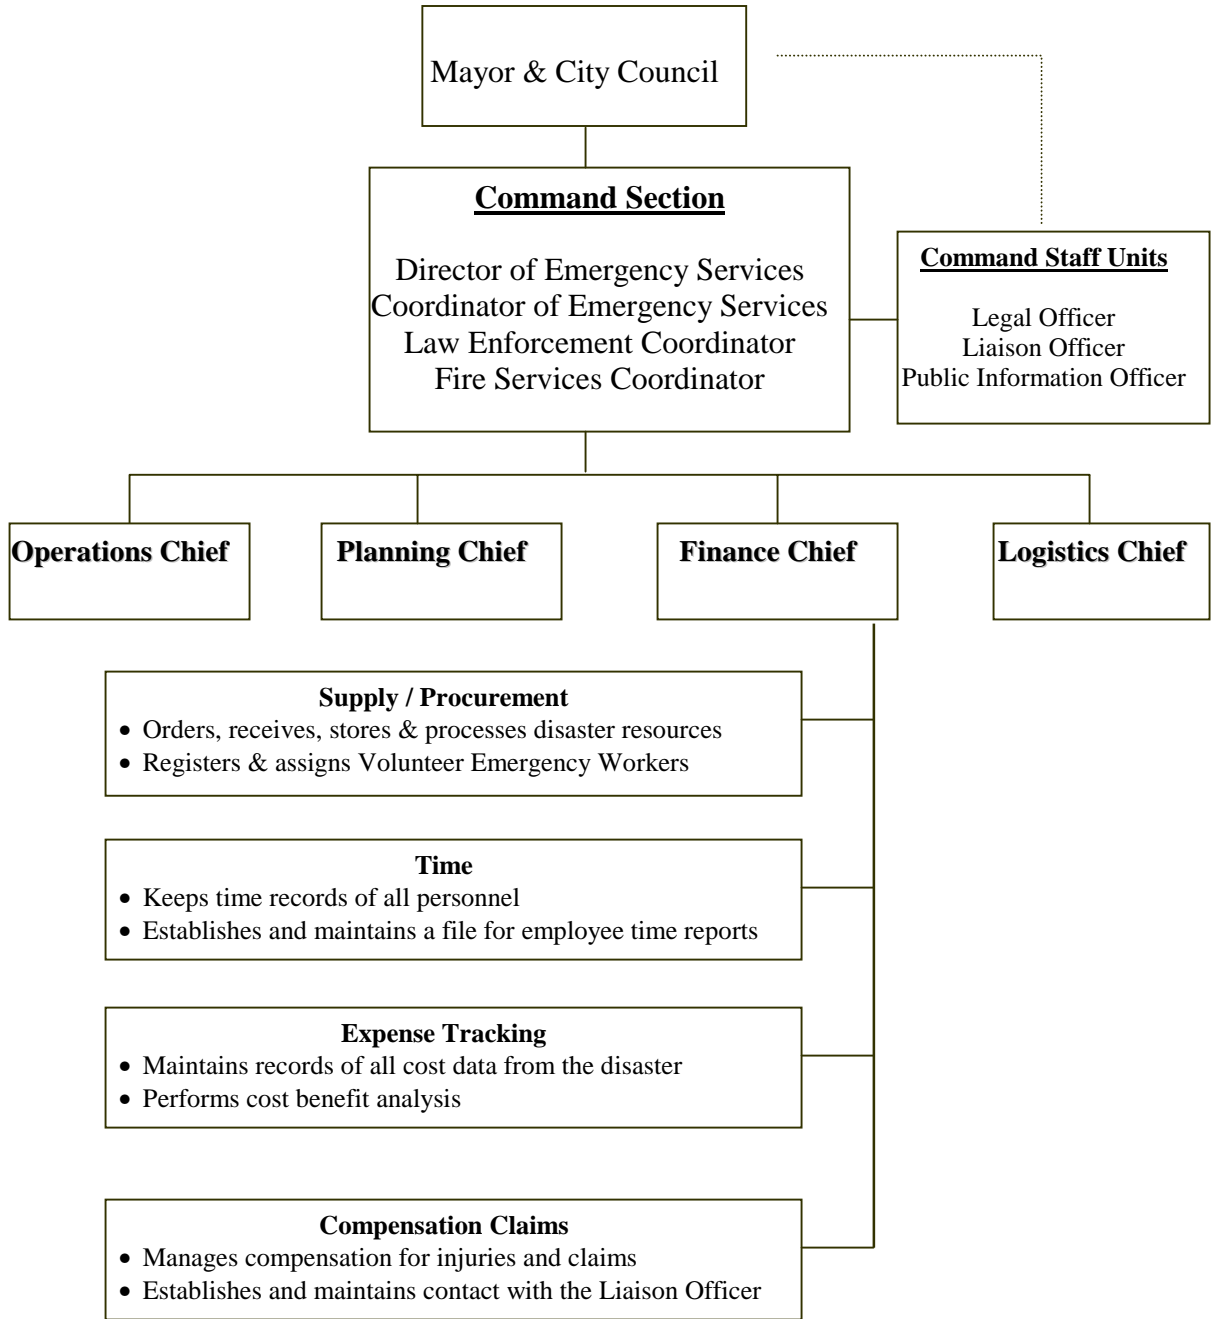 Mayor & City Council
Command Section
Director of Emergency Services
Coordinator of Emergency Services
Law Enforcement Coordinator
Fire Services Coordinator
Command Staff Units
Legal Officer
Liaison Officer
Public Information Officer
Operations Chief
Planning Chief
Finance Chief
Logistics Chief
Supply / Procurement
• Orders, receives, stores & processes disaster resources
• Registers & assigns Volunteer Emergency Workers
Time
• Keeps time records of all personnel
• Establishes and maintains a file for employee time reports
Expense Tracking
• Maintains records of all cost data from the disaster
• Performs cost benefit analysis
Compensation Claims
• Manages compensation for injuries and claims
• Establishes and maintains contact with the Liaison Officer